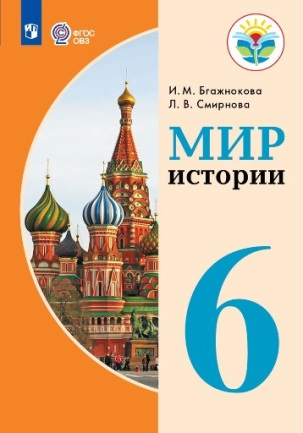 ФГОС
ОВЗ
И. М. Бгажнокова
Л. В. Смирнова
МИР
истории
6